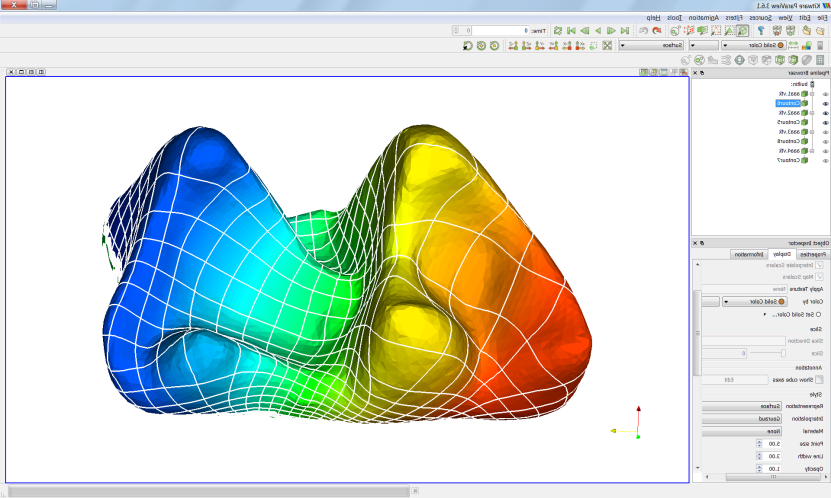 Kitware ParaView 3.6.1
File Edit View Sources Filters Animation Tools Help
Time: 0 0
Solid Color Surface
Pipeline Browser
builtin:
aaa1.vtk
Contour6
aaa2.vtk
Contour5
aaa3.vtk
Contour8
aaa4.vtk
Contour7
Object Inspector
Properties Display Information
Interpolate Scalars
Map Scalars
Apply Texture None
Color by Solid Color
Set Solid Color...
Slice
Slice Direction
Slice 0
Annotation
Show cube axes Edit
Style
Representation Surface
Interpolation Gouraud
Material None
Point size 5.00
Line width 3.00
Opacity 1.00